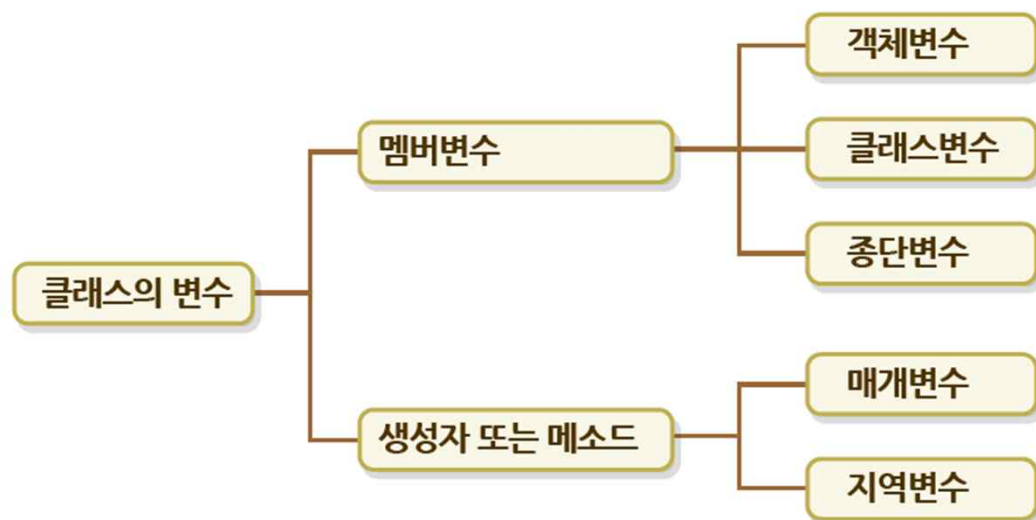 클래스의 변수
멤버변수
객체변수
클래스변수
종단변수
생성자 또는 메소드
매개변수
지역변수